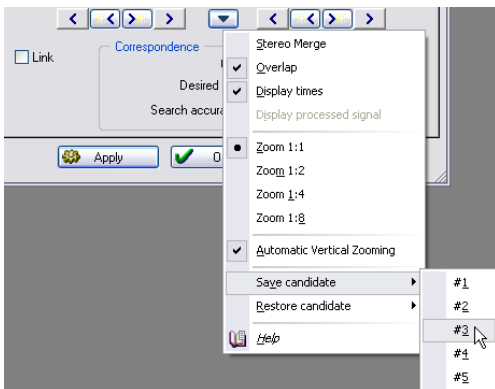 Stereo Merge
Link
Correspondence
Overlap
Desired
Display times
Search accura
Display processed signal
Apply
Zoom 1:1
Zoom 1:2
Zoom 1:4
Zoom 1:8
Automatic Vertical Zooming
Save candidate
#1
Restore candidate
#2
Help
#3
#4
#5